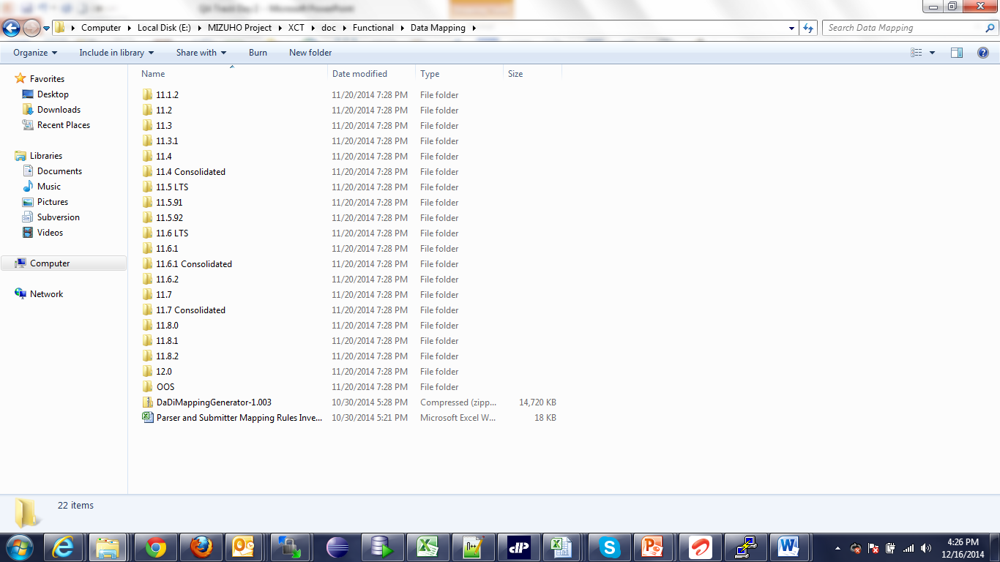 QA Track Day 2 - Microsoft PowerPoint
Computer Local Disk (E:) MIZUHO Project XCT doc Functional Data Mapping
Search Data Mapping
Organize Include in library Share with Burn New folder
Name Date modified Type Size
Favorites
Desktop
Downloads
Recent Places
Libraries
Documents
Music
Pictures
Subversion
Videos
Computer
Network
11.1.2 11/20/2014 7:28 PM File folder
11.2 11/20/2014 7:28 PM File folder
11.3 11/20/2014 7:28 PM File folder
11.3.1 11/20/2014 7:28 PM File folder
11.4 11/20/2014 7:28 PM File folder
11.4 Consolidated 11/20/2014 7:28 PM File folder
11.5 LTS 11/20/2014 7:28 PM File folder
11.5.91 11/20/2014 7:28 PM File folder
11.5.92 11/20/2014 7:28 PM File folder
11.6 LTS 11/20/2014 7:28 PM File folder
11.6.1 11/20/2014 7:28 PM File folder
11.6.1 Consolidated 11/20/2014 7:28 PM File folder
11.6.2 11/20/2014 7:28 PM File folder
11.7 11/20/2014 7:28 PM File folder
11.7 Consolidated 11/20/2014 7:28 PM File folder
11.8.0 11/20/2014 7:28 PM File folder
11.8.1 11/20/2014 7:28 PM File folder
11.8.2 11/20/2014 7:28 PM File folder
12.0 11/20/2014 7:28 PM File folder
OOS 11/20/2014 7:28 PM File folder
DaDiMappingGenerator-1.003 10/30/2014 5:28 PM Compressed (zipp... 14,720 KB
Parser and Submitter Mapping Rules Inve... 10/30/2014 5:21 PM Microsoft Excel W... 18 KB
22 items
4:26 PM
12/16/2014